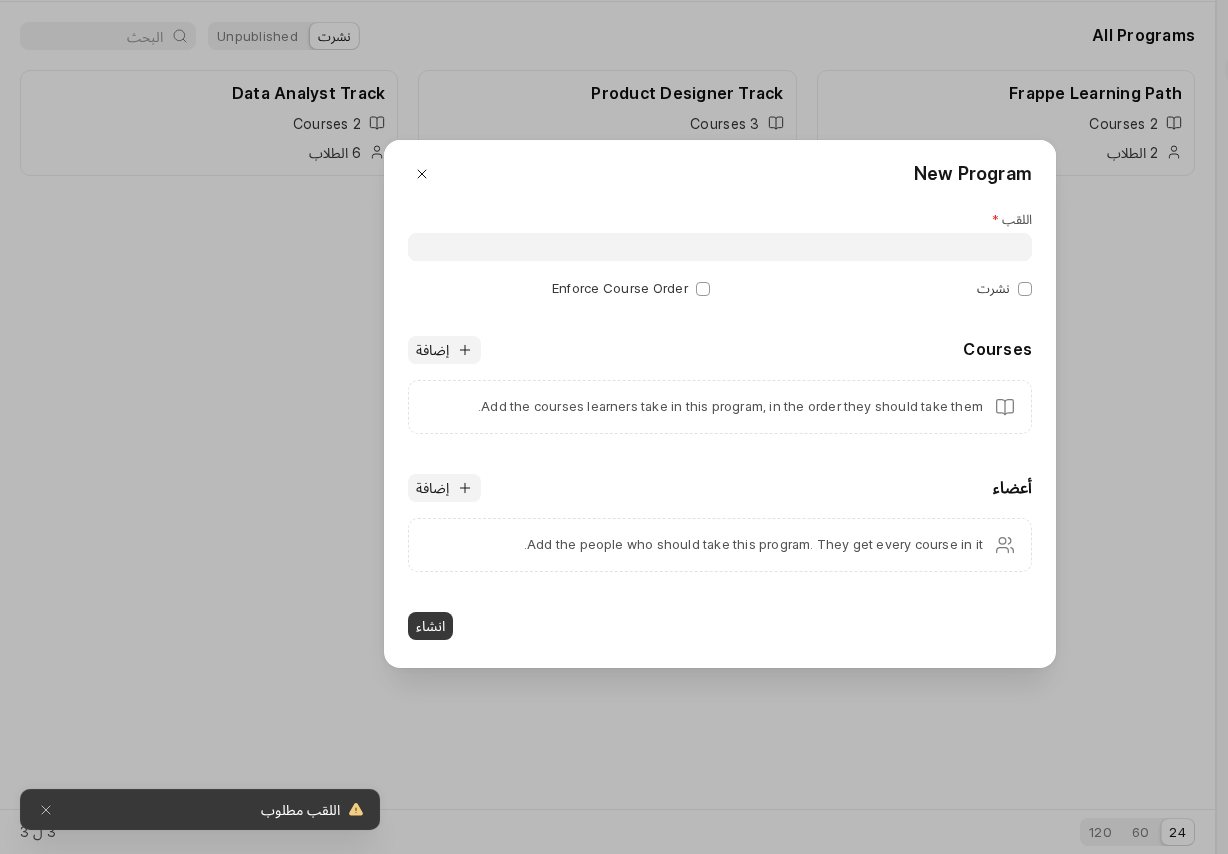 All Programs
نشرت
Unpublished
البحث
Frappe Learning Path
2 Courses
2 الطلاب
Product Designer Track
3 Courses
Data Analyst Track
2 Courses
6 الطلاب
New Program
اللقب *
نشرت
Enforce Course Order
Courses
إضافة
Add the courses learners take in this program, in the order they should take them.
أعضاء
إضافة
Add the people who should take this program. They get every course in it.
انشاء
اللقب مطلوب
24
60
120
3 ل 3